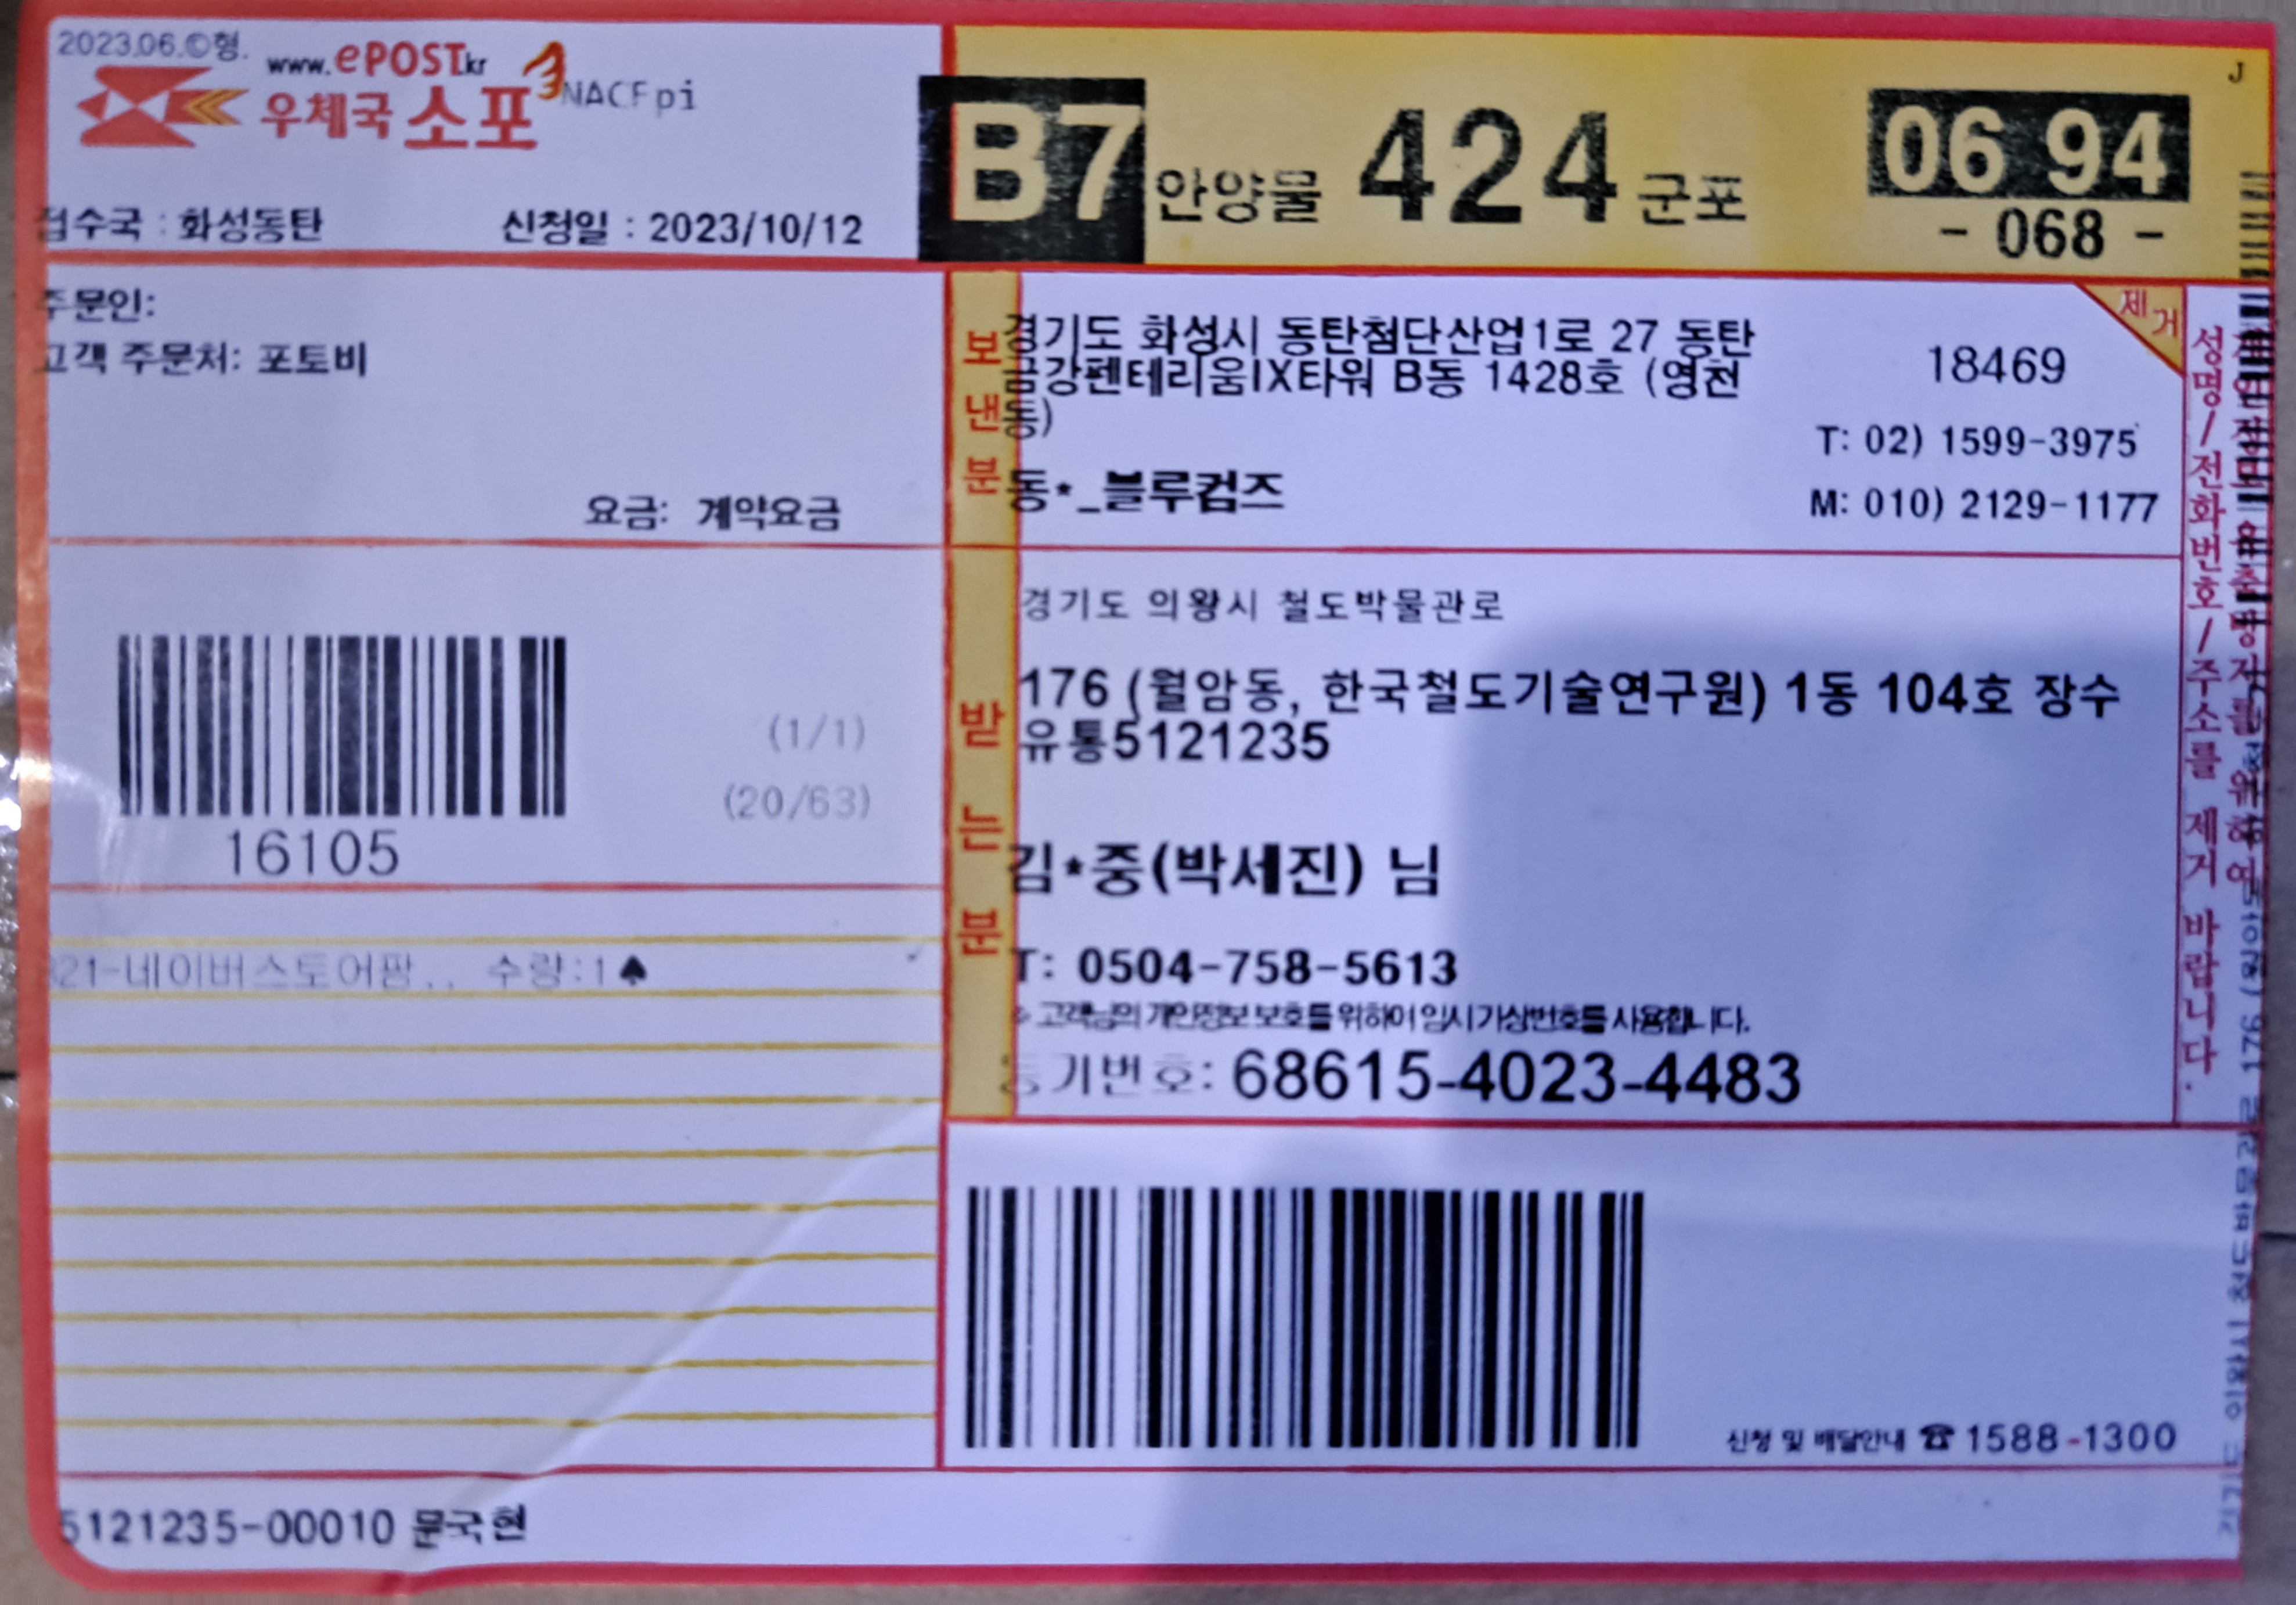 2023.06.©형.
www.ePOST.kr
우체국 소포
NACF pi
접수국 : 화성동탄 신청일 : 2023/10/12
B7 안양물 424 군포
06 94
- 068 -
J
주문인:
고객 주문처: 포토비
요금: 계약요금
보낸분
경기도 화성시 동탄첨단산업1로 27 동탄
금강펜테리움IX타워 B동 1428호 (영천
동)
동*_블루컴즈
18469
T: 02) 1599-3975
M: 010) 2129-1177
제거
16105
(1/1)
(20/63)
받는분
경기도 의왕시 철도박물관로
176 (월암동, 한국철도기술연구원) 1동 104호 장수
유통5121235
김*중(박세진) 님
T: 0504-758-5613
고객님의 개인정보 보호를 위하여 임시 가상번호를 사용합니다.
등기번호: 68615-4023-4483
21-네이버스토어팜.. 수량:1♠
신청 및 배달안내 ☎ 1588-1300
5121235-00010 문국현
성명/전화번호/주소를 제거 바랍니다.